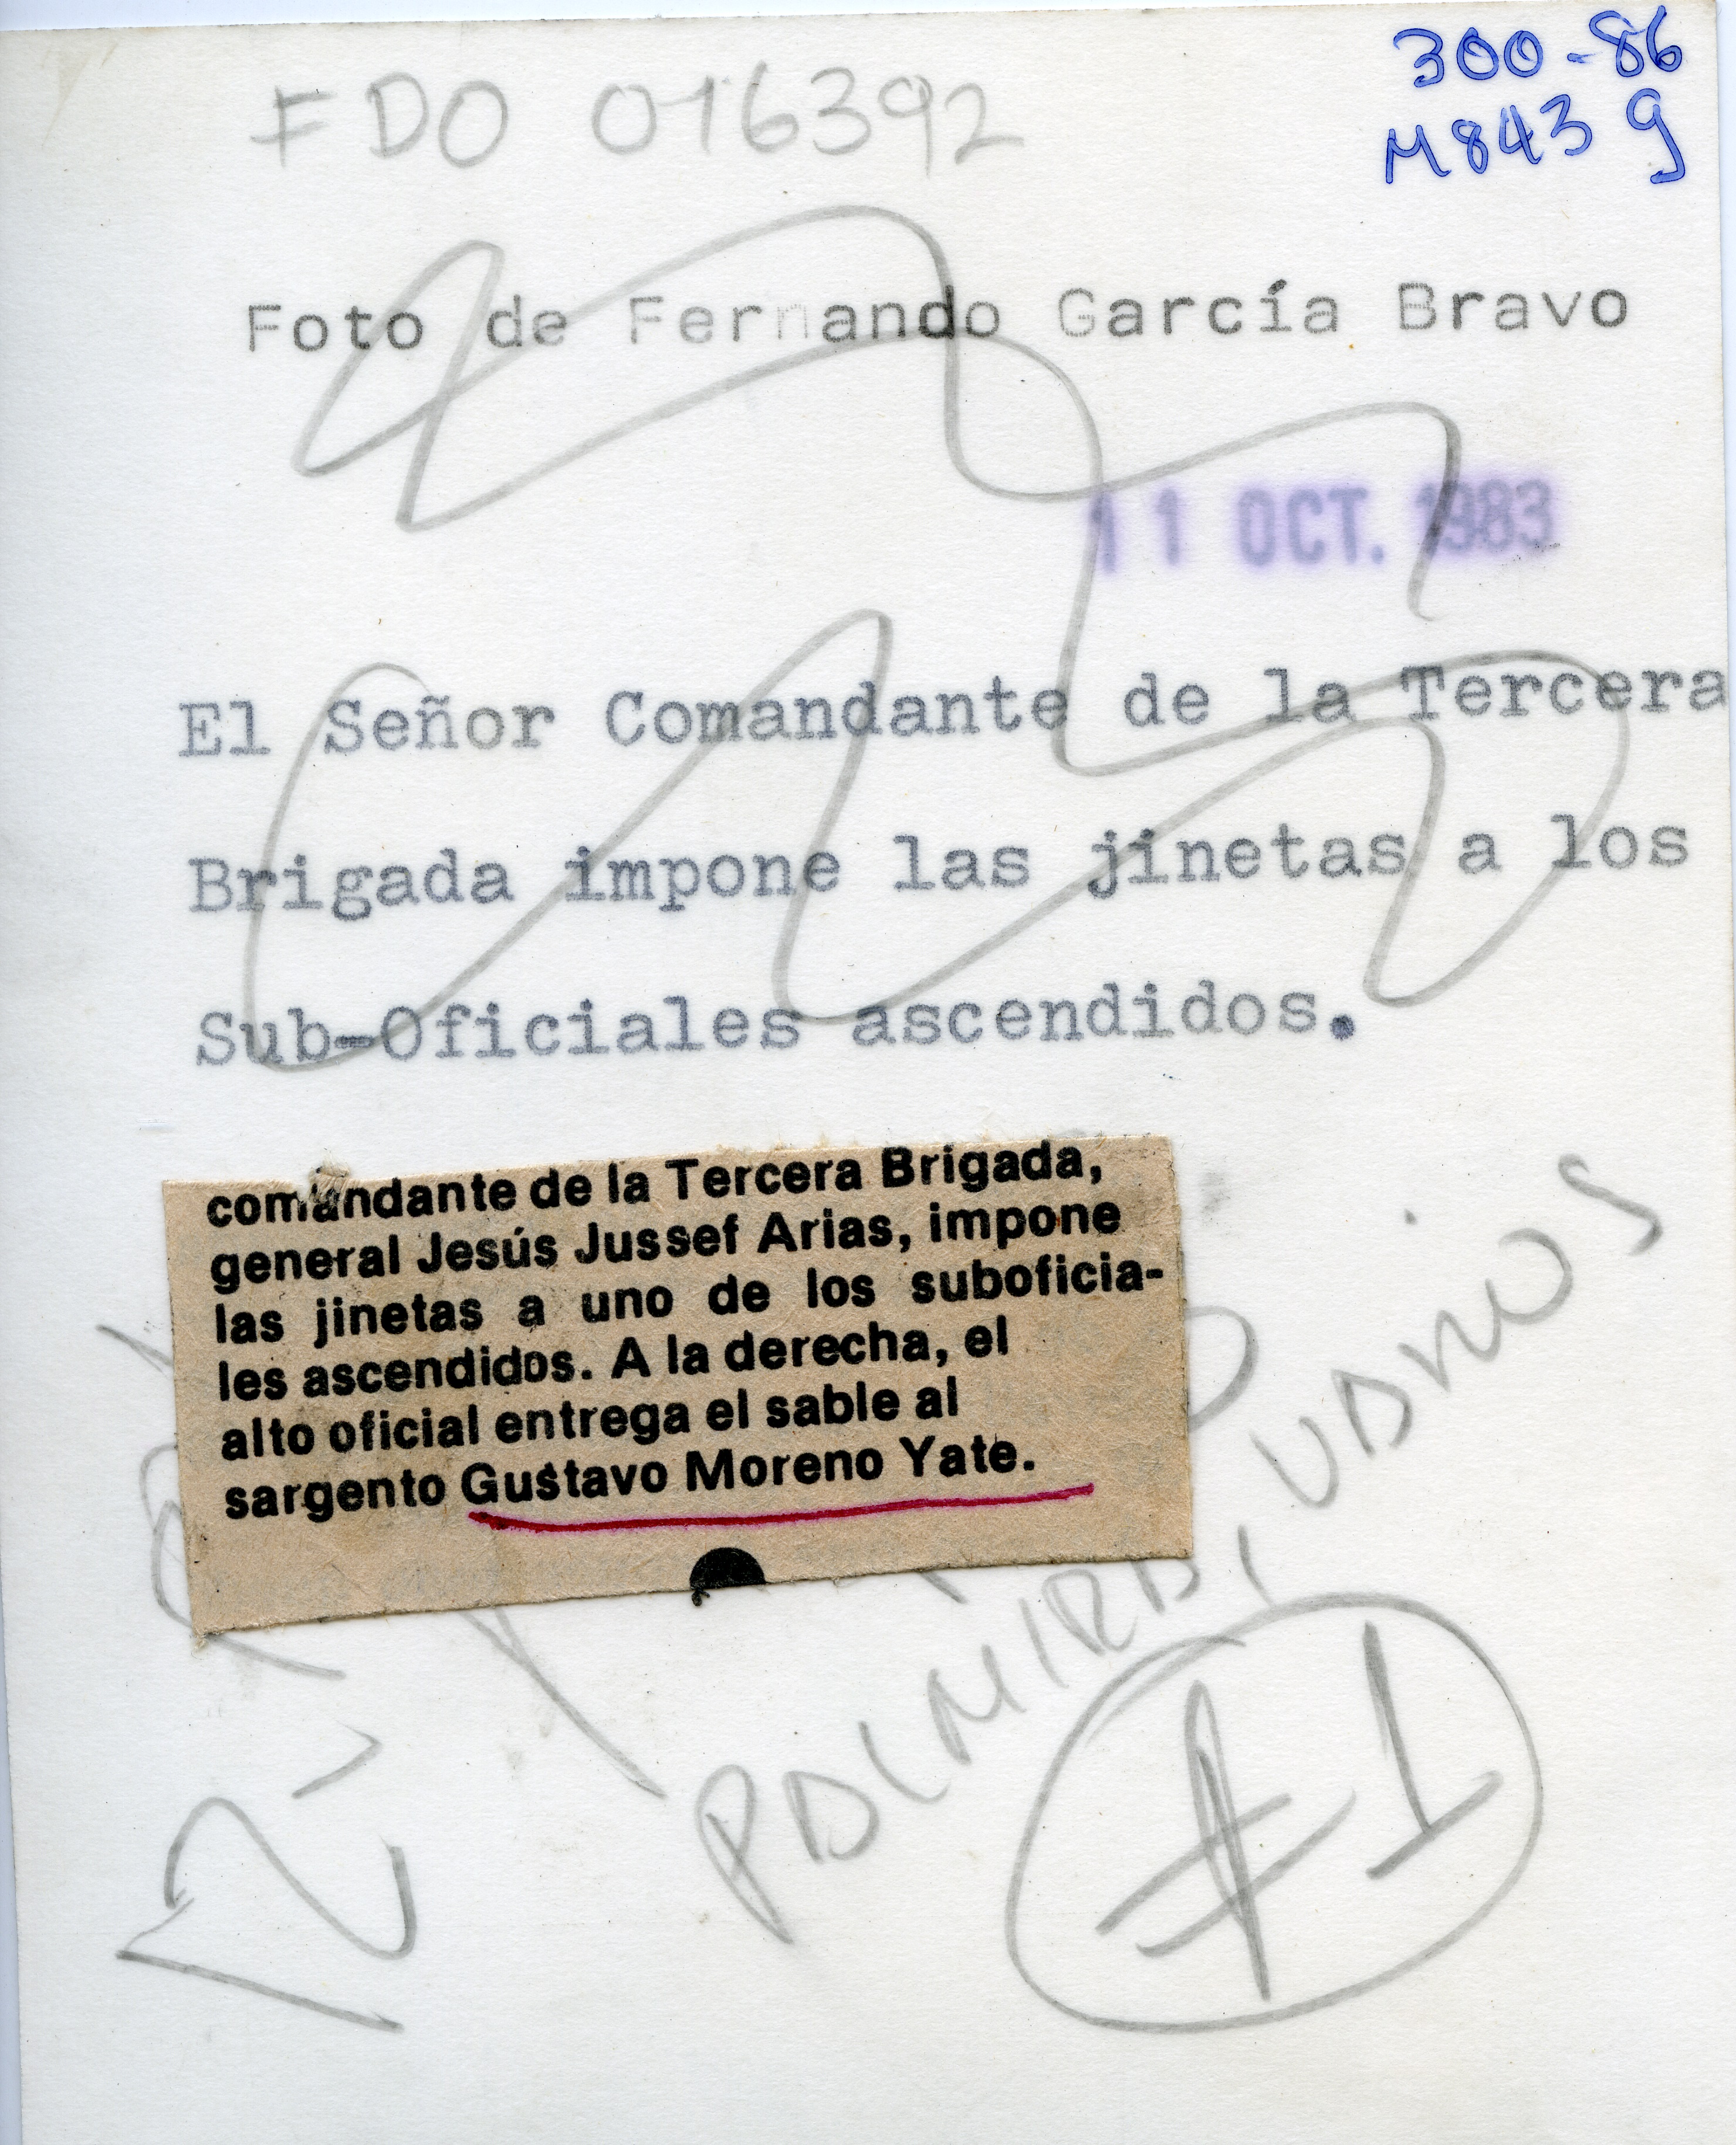 300-86
M843 g
FDO 016392
Foto de Fernando García Bravo
11 OCT. 1983
El Señor Comandante de la Tercera
Brigada impone las jinetas a los
Sub-Oficiales ascendidos.
comandante de la Tercera Brigada,
general Jesús Jussef Arias, impone
las jinetas a uno de los suboficia-
les ascendidos. A la derecha, el
alto oficial entrega el sable al
sargento Gustavo Moreno Yate.
#1